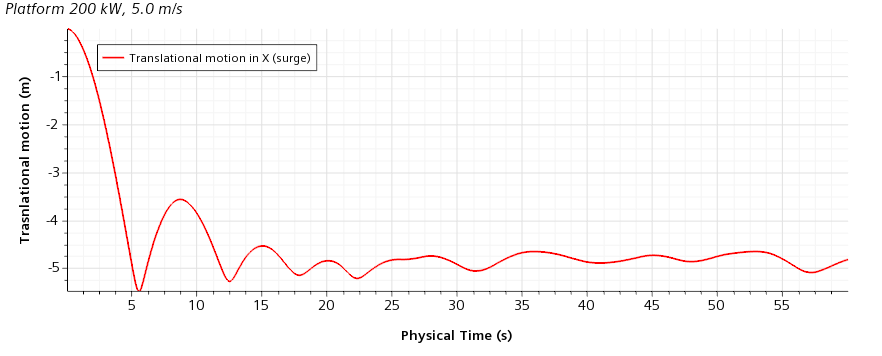 Platform 200 kW, 5.0 m/s
Translational motion in X (surge)
Trasnlational motion (m)
-1
-2
-3
-4
-5
5 10 15 20 25 30 35 40 45 50 55
Physical Time (s)